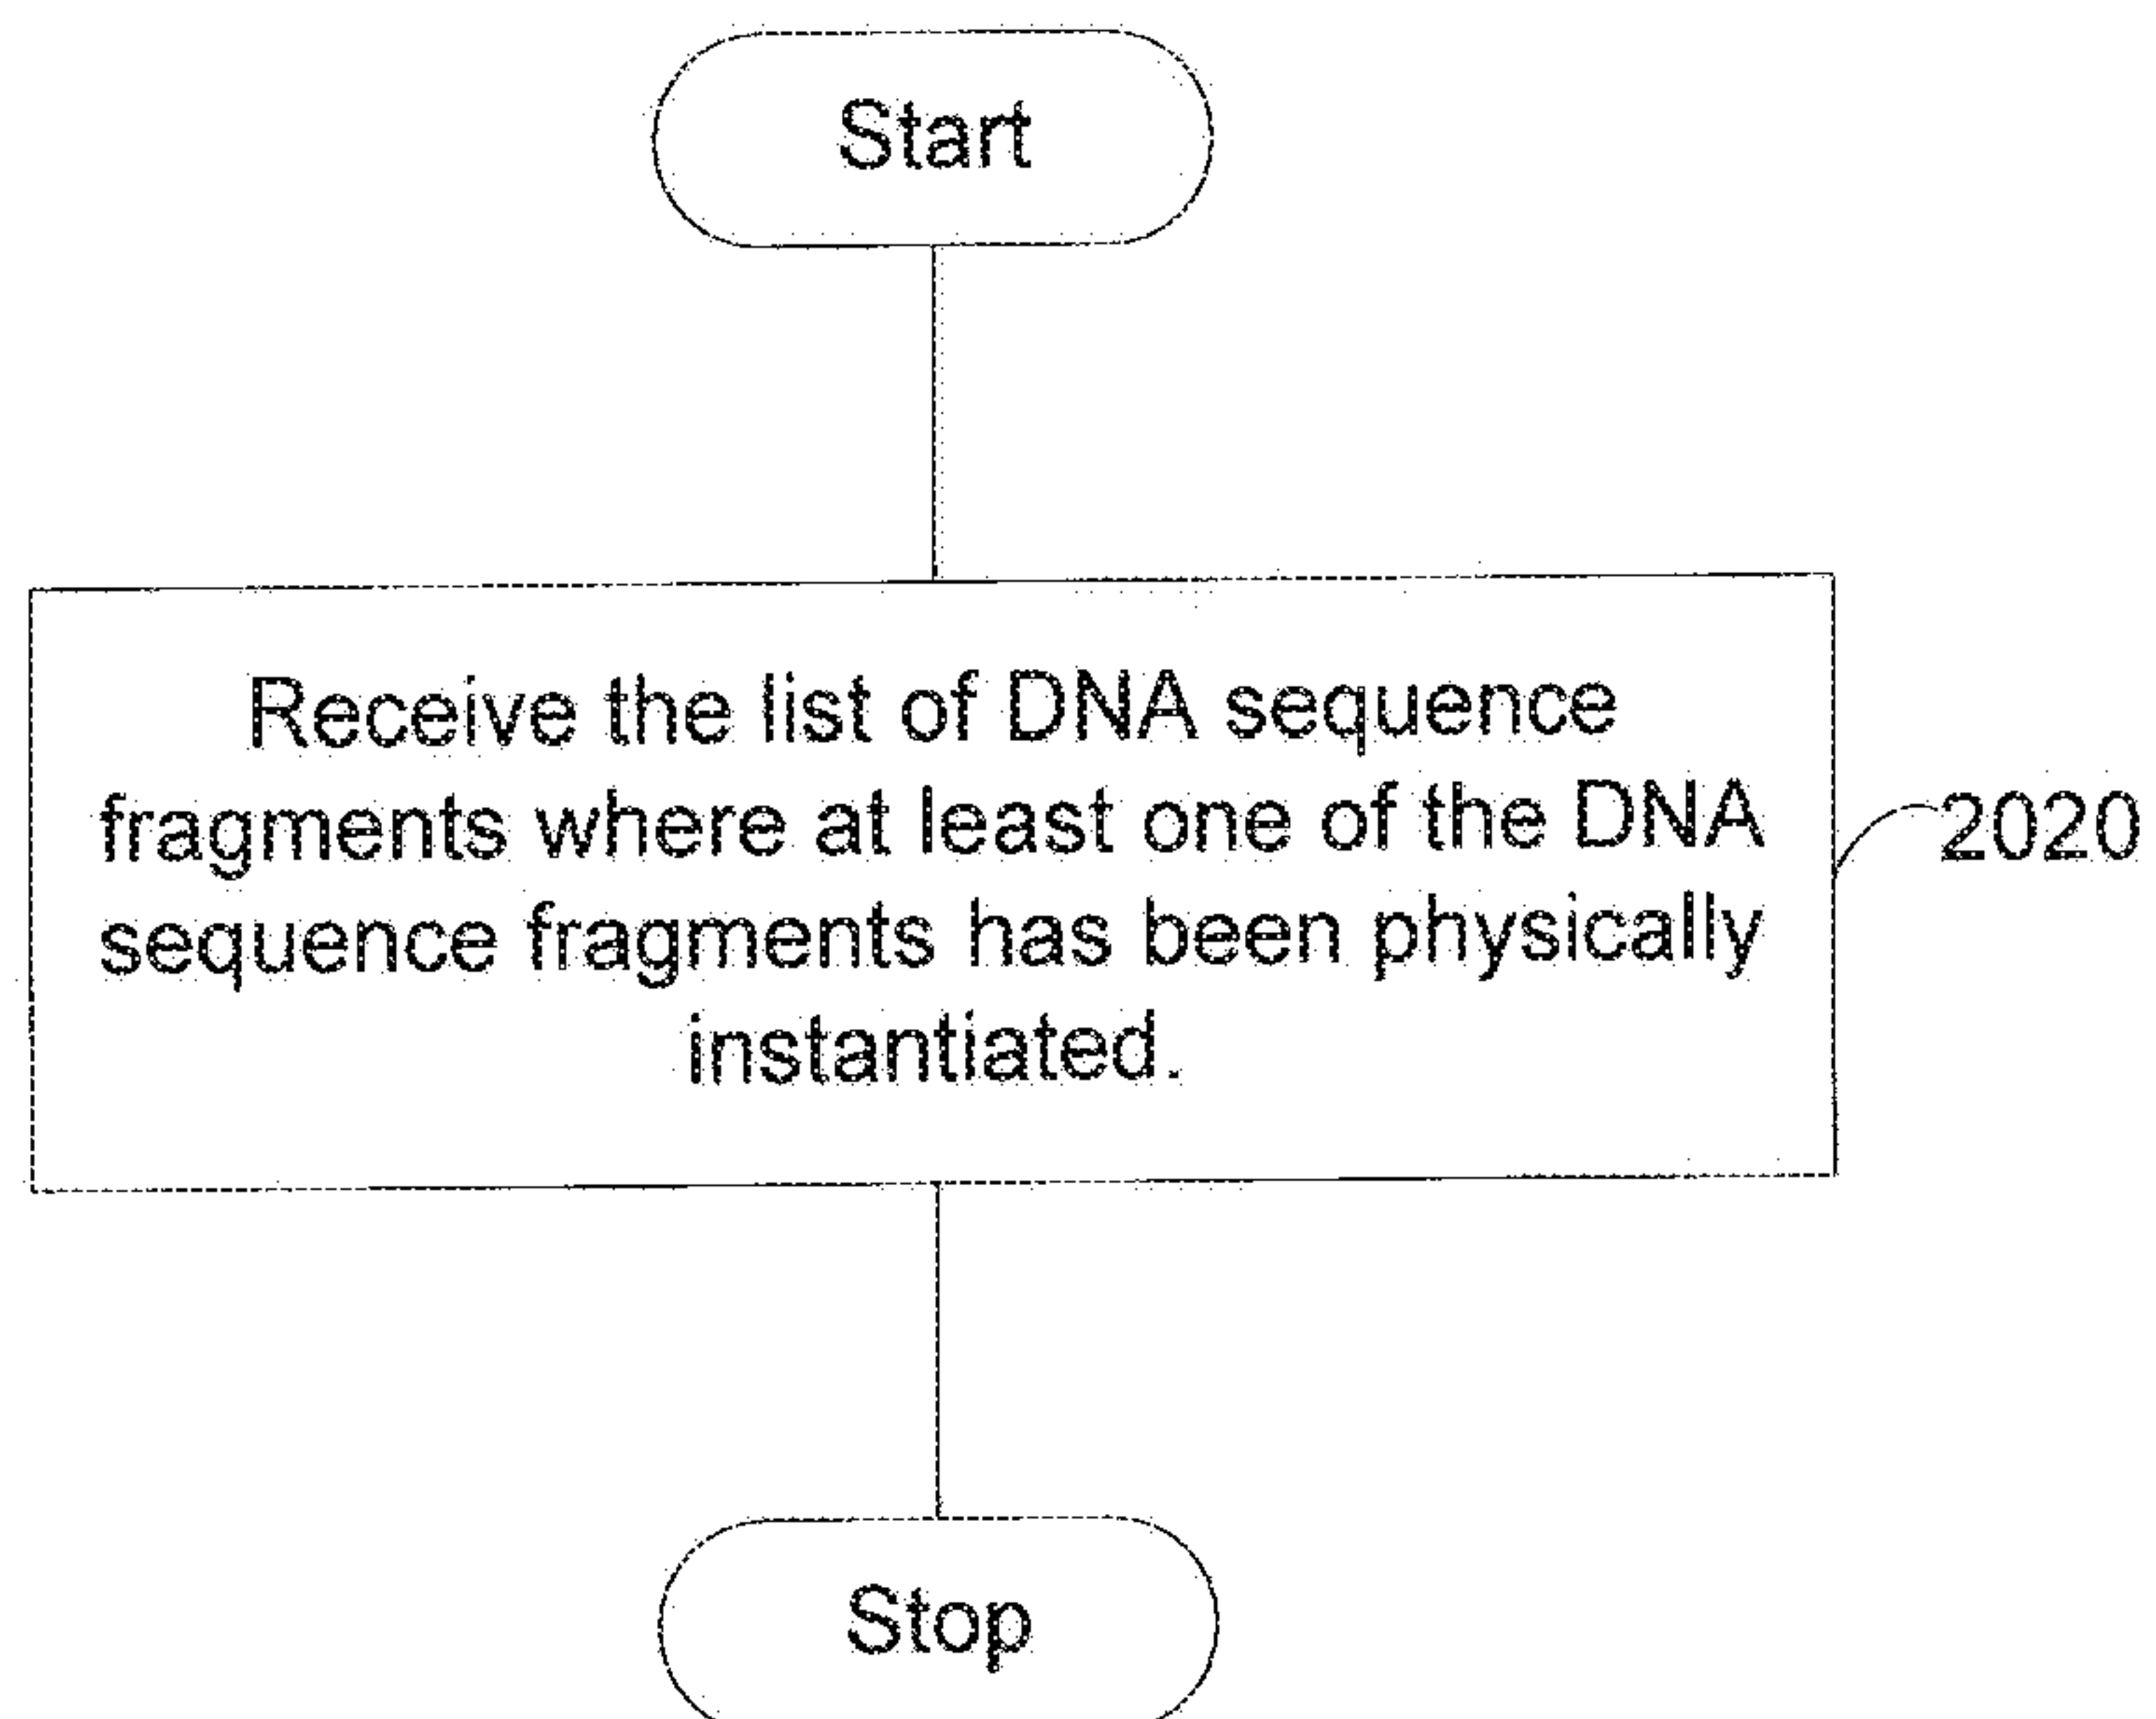 Start
Receive the list of DNA sequence
fragments where at least one of the DNA
sequence fragments has been physically
instantiated.
2020
Stop